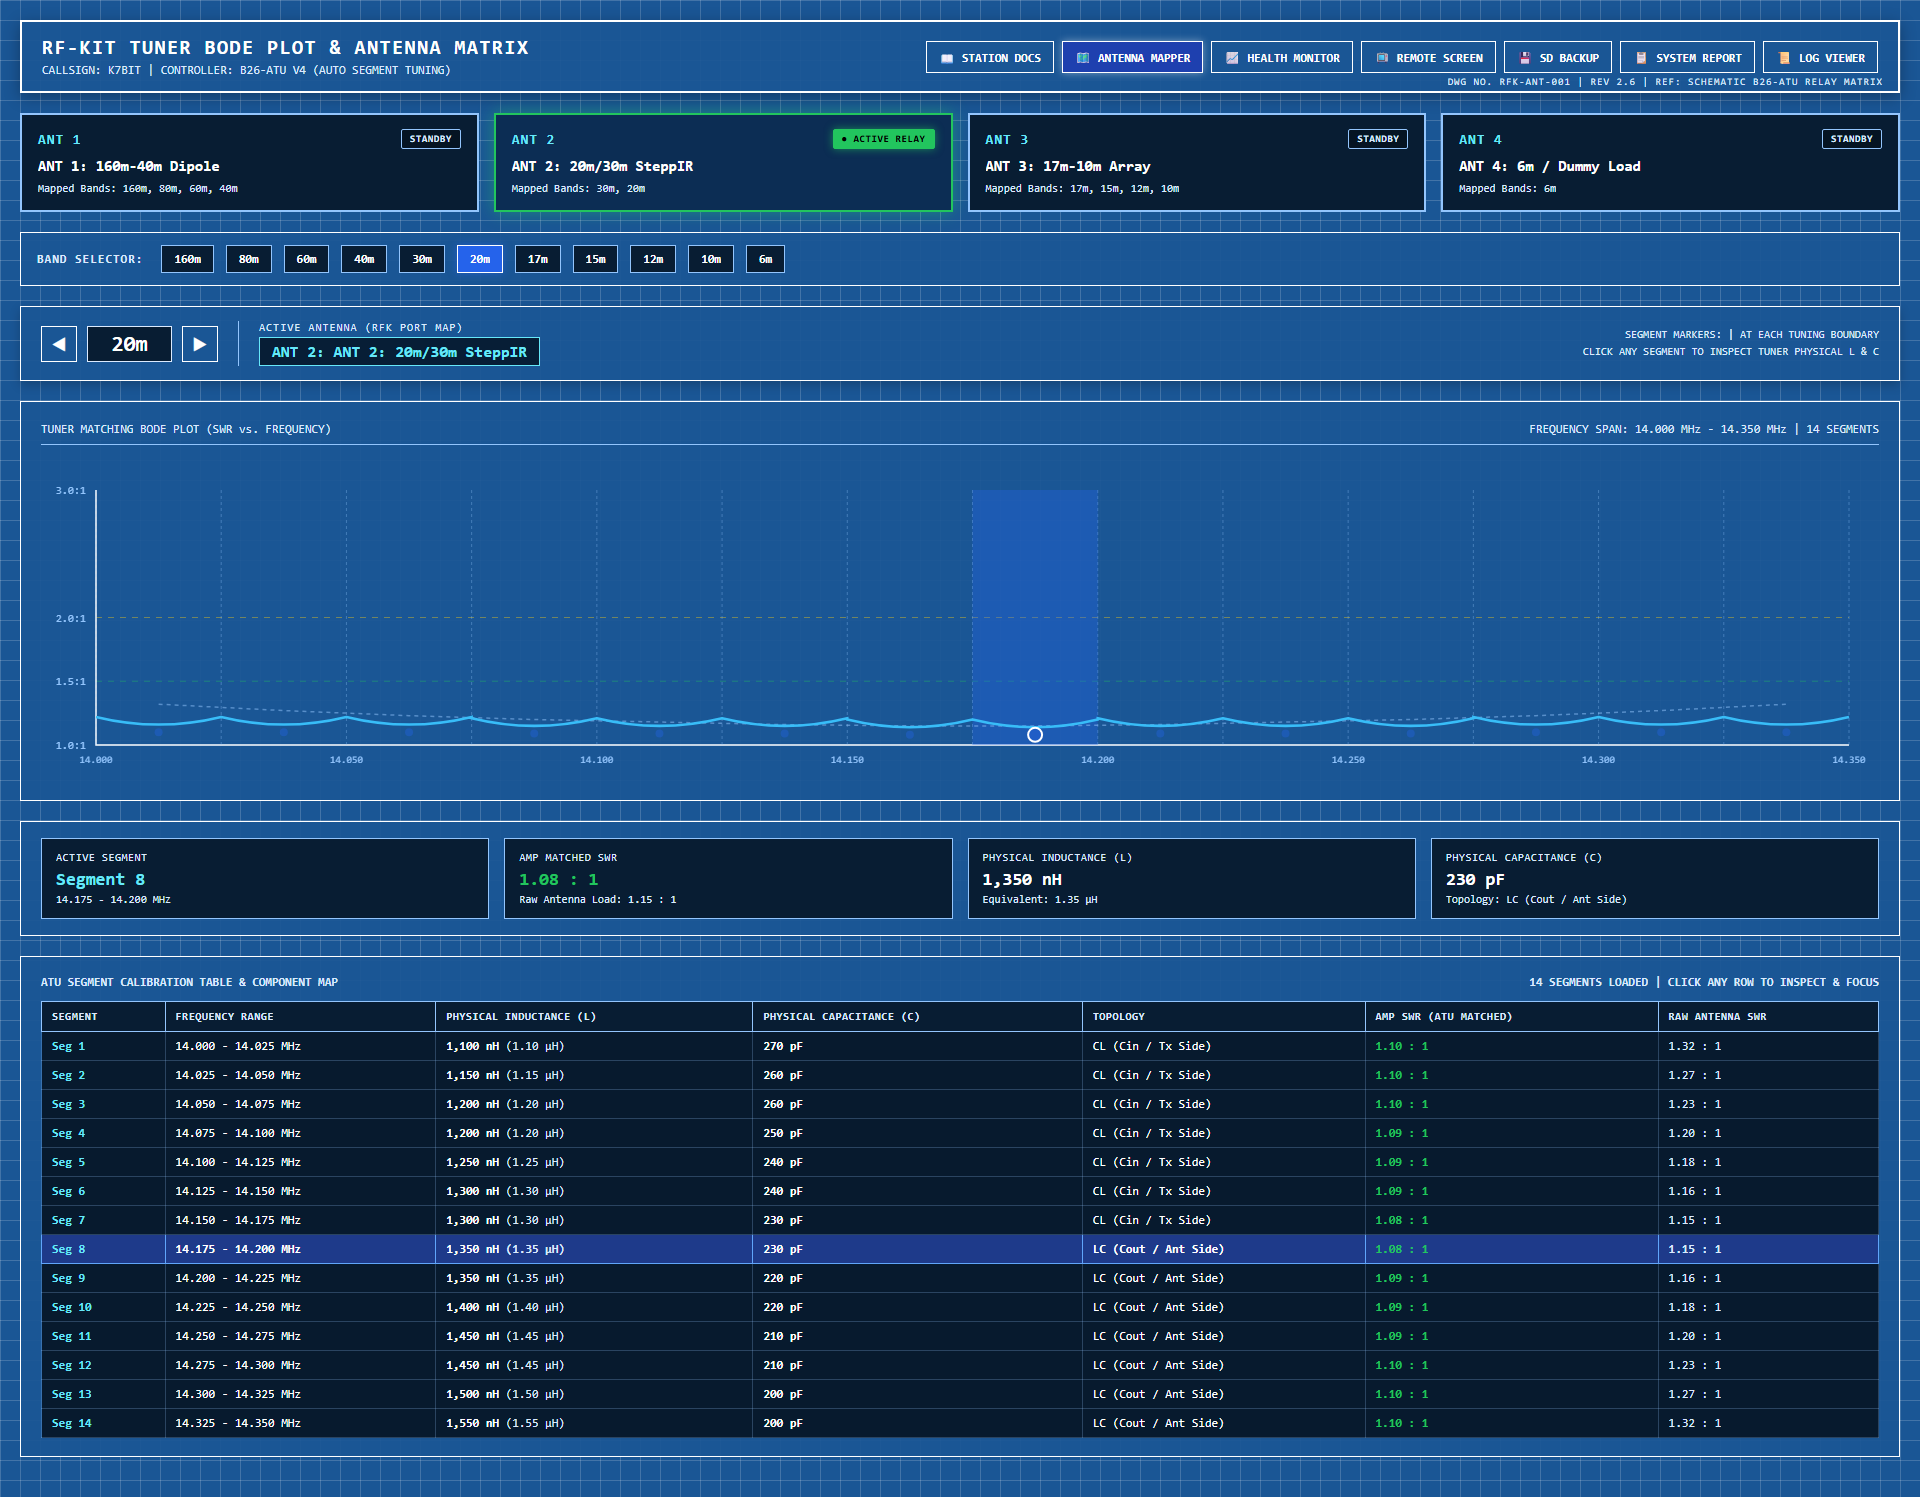 RF-KIT TUNER BODE PLOT & ANTENNA MATRIX
CALLSIGN: K7BIT | CONTROLLER: B26-ATU V4 (AUTO SEGMENT TUNING)
STATION DOCS
ANTENNA MAPPER
HEALTH MONITOR
REMOTE SCREEN
SD BACKUP
SYSTEM REPORT
LOG VIEWER
DWG NO. RFK-ANT-001 | REV 2.6 | REF: SCHEMATIC B26-ATU RELAY MATRIX
ANT 1
STANDBY
ANT 1: 160m-40m Dipole
Mapped Bands: 160m, 80m, 60m, 40m
ANT 2
● ACTIVE RELAY
ANT 2: 20m/30m SteppIR
Mapped Bands: 30m, 20m
ANT 3
STANDBY
ANT 3: 17m-10m Array
Mapped Bands: 17m, 15m, 12m, 10m
ANT 4
STANDBY
ANT 4: 6m / Dummy Load
Mapped Bands: 6m
BAND SELECTOR: 160m 80m 60m 40m 30m 20m 17m 15m 12m 10m 6m
◀ 20m ▶
ACTIVE ANTENNA (RFK PORT MAP)
ANT 2: ANT 2: 20m/30m SteppIR
SEGMENT MARKERS: | AT EACH TUNING BOUNDARY
CLICK ANY SEGMENT TO INSPECT TUNER PHYSICAL L & C
TUNER MATCHING BODE PLOT (SWR vs. FREQUENCY)
FREQUENCY SPAN: 14.000 MHz - 14.350 MHz | 14 SEGMENTS
3.0:1
2.0:1
1.5:1
1.0:1
14.000 14.050 14.100 14.150 14.200 14.250 14.300 14.350
ACTIVE SEGMENT
Segment 8
14.175 - 14.200 MHz
AMP MATCHED SWR
1.08 : 1
Raw Antenna Load: 1.15 : 1
PHYSICAL INDUCTANCE (L)
1,350 nH
Equivalent: 1.35 μH
PHYSICAL CAPACITANCE (C)
230 pF
Topology: LC (Cout / Ant Side)
ATU SEGMENT CALIBRATION TABLE & COMPONENT MAP
14 SEGMENTS LOADED | CLICK ANY ROW TO INSPECT & FOCUS
SEGMENT FREQUENCY RANGE PHYSICAL INDUCTANCE (L) PHYSICAL CAPACITANCE (C) TOPOLOGY AMP SWR (ATU MATCHED) RAW ANTENNA SWR
Seg 1 14.000 - 14.025 MHz 1,100 nH (1.10 μH) 270 pF CL (Cin / Tx Side) 1.10 : 1 1.32 : 1
Seg 2 14.025 - 14.050 MHz 1,150 nH (1.15 μH) 260 pF CL (Cin / Tx Side) 1.10 : 1 1.27 : 1
Seg 3 14.050 - 14.075 MHz 1,200 nH (1.20 μH) 260 pF CL (Cin / Tx Side) 1.10 : 1 1.23 : 1
Seg 4 14.075 - 14.100 MHz 1,200 nH (1.20 μH) 250 pF CL (Cin / Tx Side) 1.09 : 1 1.20 : 1
Seg 5 14.100 - 14.125 MHz 1,250 nH (1.25 μH) 240 pF CL (Cin / Tx Side) 1.09 : 1 1.18 : 1
Seg 6 14.125 - 14.150 MHz 1,300 nH (1.30 μH) 240 pF CL (Cin / Tx Side) 1.09 : 1 1.16 : 1
Seg 7 14.150 - 14.175 MHz 1,300 nH (1.30 μH) 230 pF CL (Cin / Tx Side) 1.08 : 1 1.15 : 1
Seg 8 14.175 - 14.200 MHz 1,350 nH (1.35 μH) 230 pF LC (Cout / Ant Side) 1.08 : 1 1.15 : 1
Seg 9 14.200 - 14.225 MHz 1,350 nH (1.35 μH) 220 pF LC (Cout / Ant Side) 1.09 : 1 1.16 : 1
Seg 10 14.225 - 14.250 MHz 1,400 nH (1.40 μH) 220 pF LC (Cout / Ant Side) 1.09 : 1 1.18 : 1
Seg 11 14.250 - 14.275 MHz 1,450 nH (1.45 μH) 210 pF LC (Cout / Ant Side) 1.09 : 1 1.20 : 1
Seg 12 14.275 - 14.300 MHz 1,450 nH (1.45 μH) 210 pF LC (Cout / Ant Side) 1.10 : 1 1.23 : 1
Seg 13 14.300 - 14.325 MHz 1,500 nH (1.50 μH) 200 pF LC (Cout / Ant Side) 1.10 : 1 1.27 : 1
Seg 14 14.325 - 14.350 MHz 1,550 nH (1.55 μH) 200 pF LC (Cout / Ant Side) 1.10 : 1 1.32 : 1